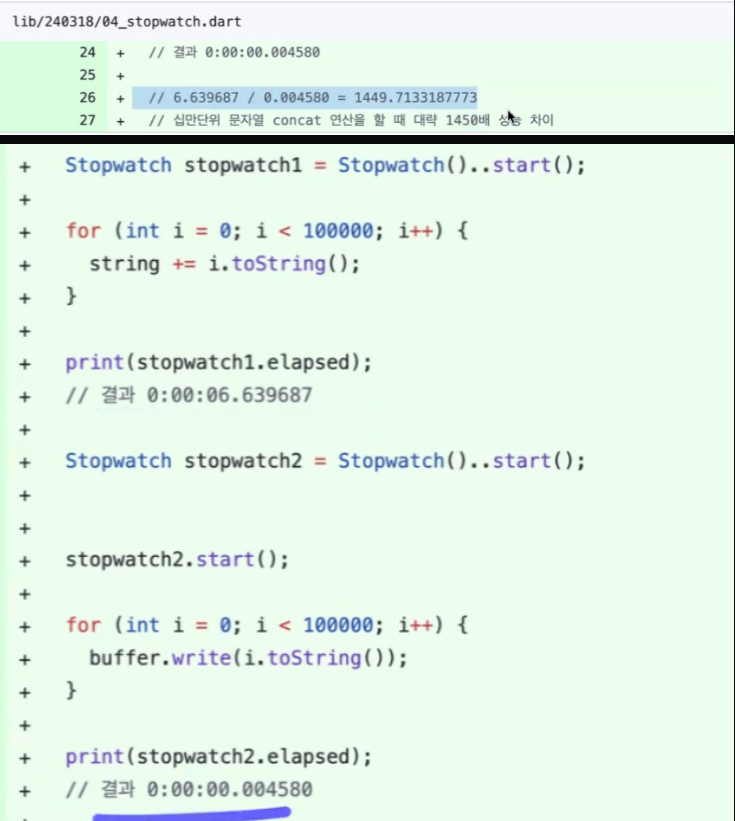 lib/240318/04_stopwatch.dart
24 + // 결과 0:00:00.004580
25 +
26 + // 6.639687 / 0.004580 = 1449.7133187773
27 + // 십만단위 문자열 concat 연산을 할 때 대략 1450배 성능 차이
+ Stopwatch stopwatch1 = Stopwatch()..start();
+
+ for (int i = 0; i < 100000; i++) {
+ string += i.toString();
+ }
+
+ print(stopwatch1.elapsed);
+ // 결과 0:00:06.639687
+
+ Stopwatch stopwatch2 = Stopwatch()..start();
+
+
+ stopwatch2.start();
+
+ for (int i = 0; i < 100000; i++) {
+ buffer.write(i.toString());
+ }
+
+ print(stopwatch2.elapsed);
+ // 결과 0:00:00.004580